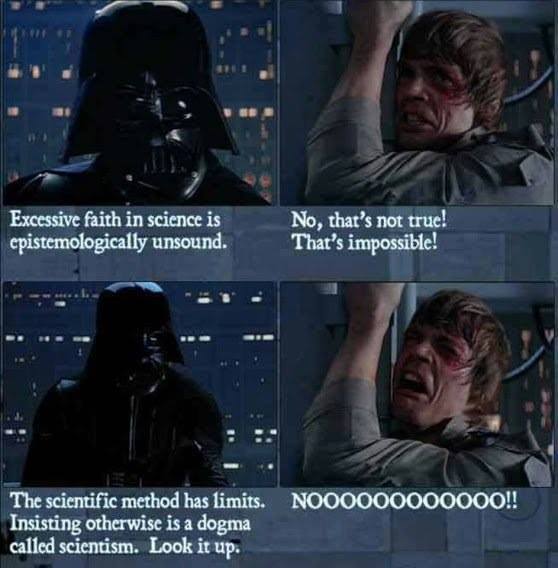 Excessive faith in science is
epistemologically unsound.
No, that's not true!
That's impossible!
The scientific method has limits.
Insisting otherwise is a dogma
called scientism. Look it up.
NOOOOOOOOOOOO!!